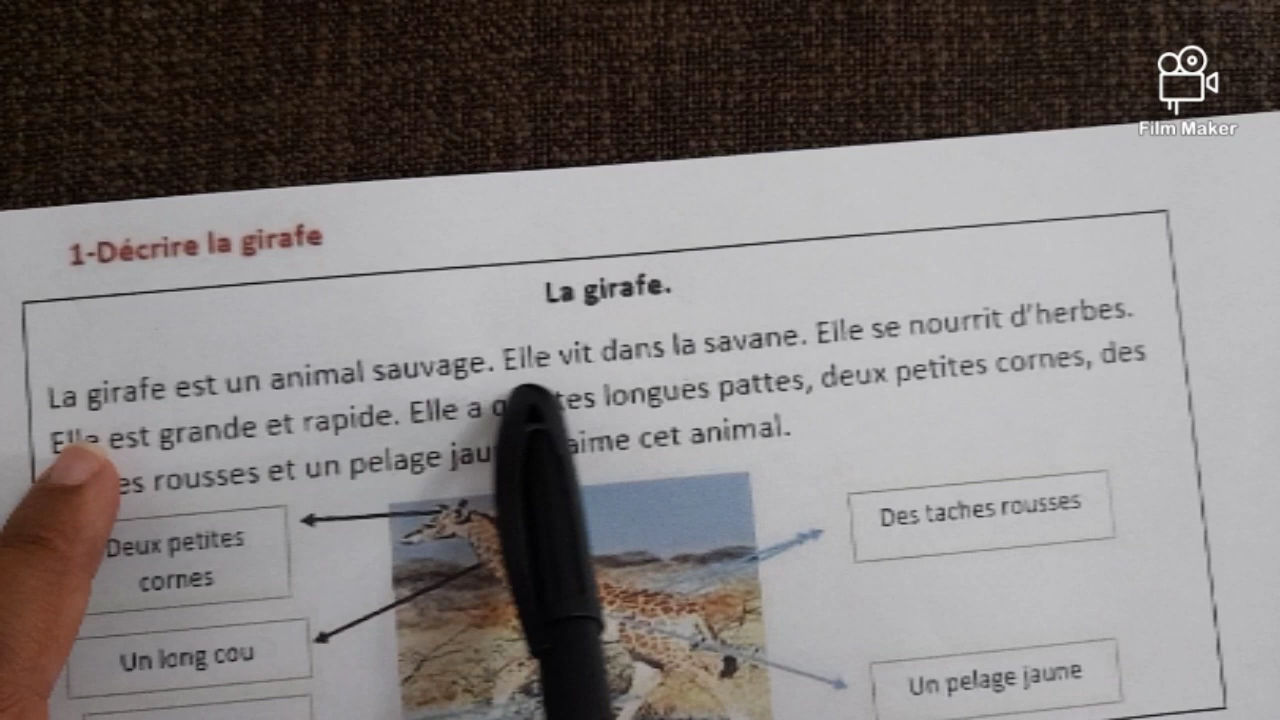 Film Maker
1-Décrire la girafe
La girafe.
La girafe est un animal sauvage. Elle vit dans la savane. Elle se nourrit d'herbes.
Elle est grande et rapide. Elle a longues pattes, deux petites cornes, des
rousses et un pelage aime cet animal.
Deux petites
cornes
Des taches rousses
Un long cou
Un pelage jaune